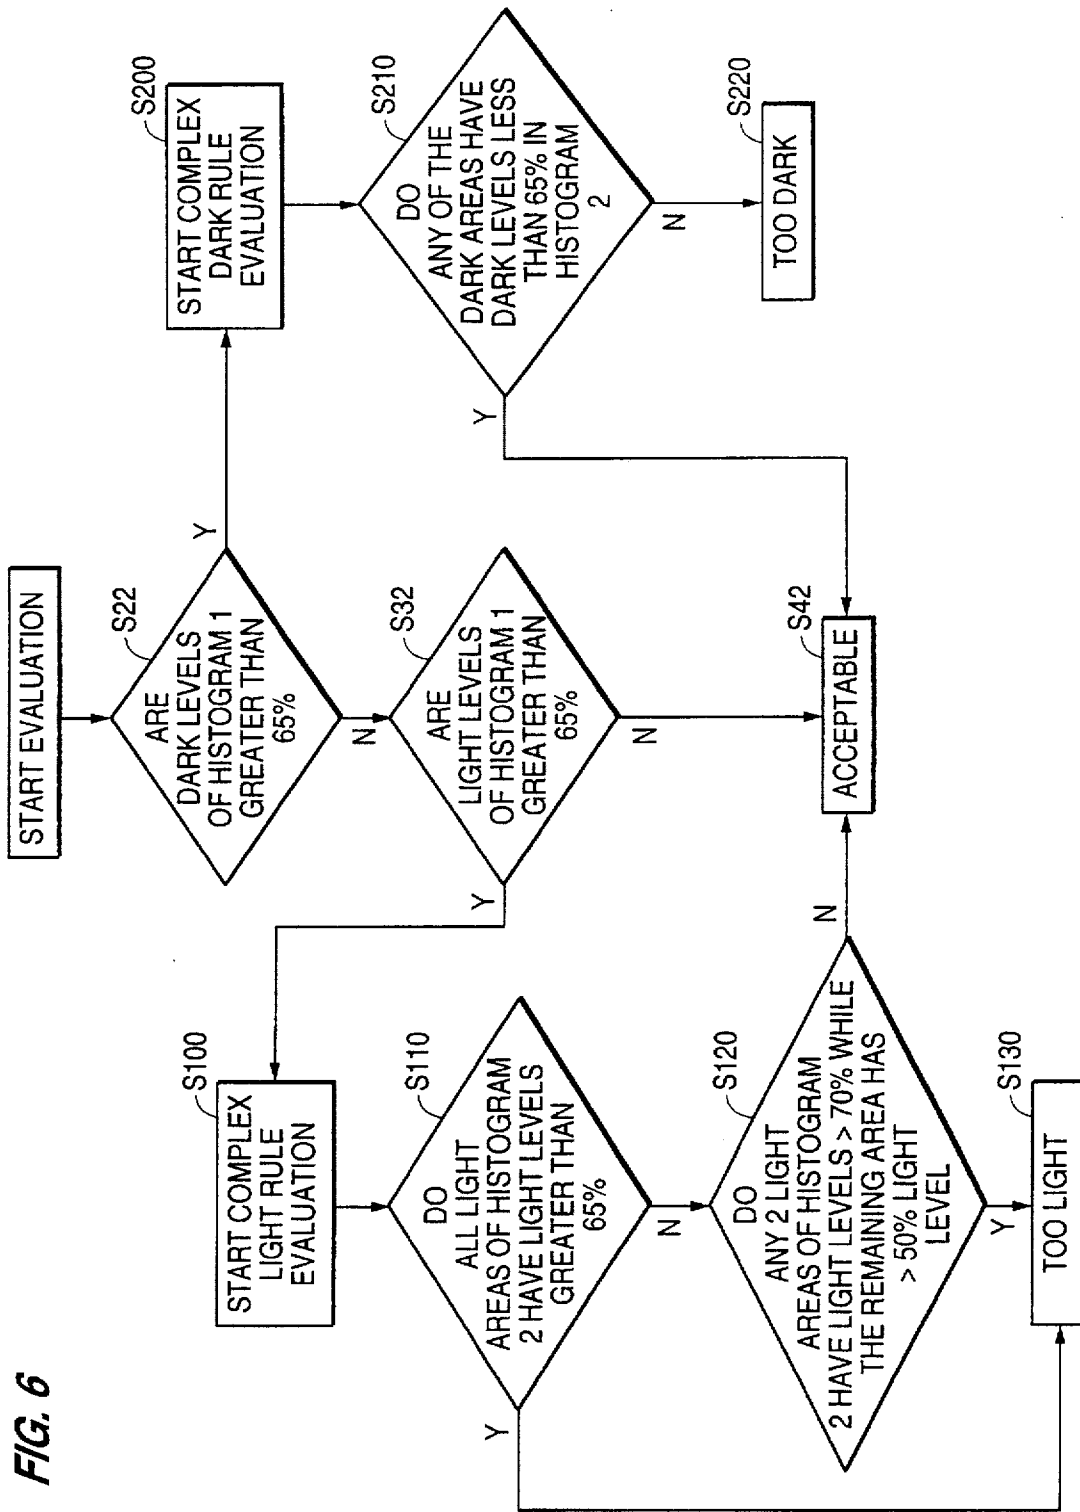 FIG. 6
START EVALUATION
S22
ARE
DARK LEVELS
OF HISTOGRAM 1
GREATER THAN
65%
Y
N
S200
START COMPLEX
DARK RULE
EVALUATION
S210
DO
ANY OF THE
DARK AREAS HAVE
DARK LEVELS LESS
THAN 65% IN
HISTOGRAM
2
Y
N
S220
TOO DARK
S32
ARE
LIGHT LEVELS
OF HISTOGRAM 1
GREATER THAN
65%
Y
N
S42
ACCEPTABLE
S100
START COMPLEX
LIGHT RULE
EVALUATION
S110
DO
ALL LIGHT
AREAS OF HISTOGRAM
2 HAVE LIGHT LEVELS
GREATER THAN
65%
Y
N
S120
DO
ANY 2 LIGHT
AREAS OF HISTOGRAM
2 HAVE LIGHT LEVELS > 70% WHILE
THE REMAINING AREA HAS
> 50% LIGHT
LEVEL
N
Y
S130
TOO LIGHT